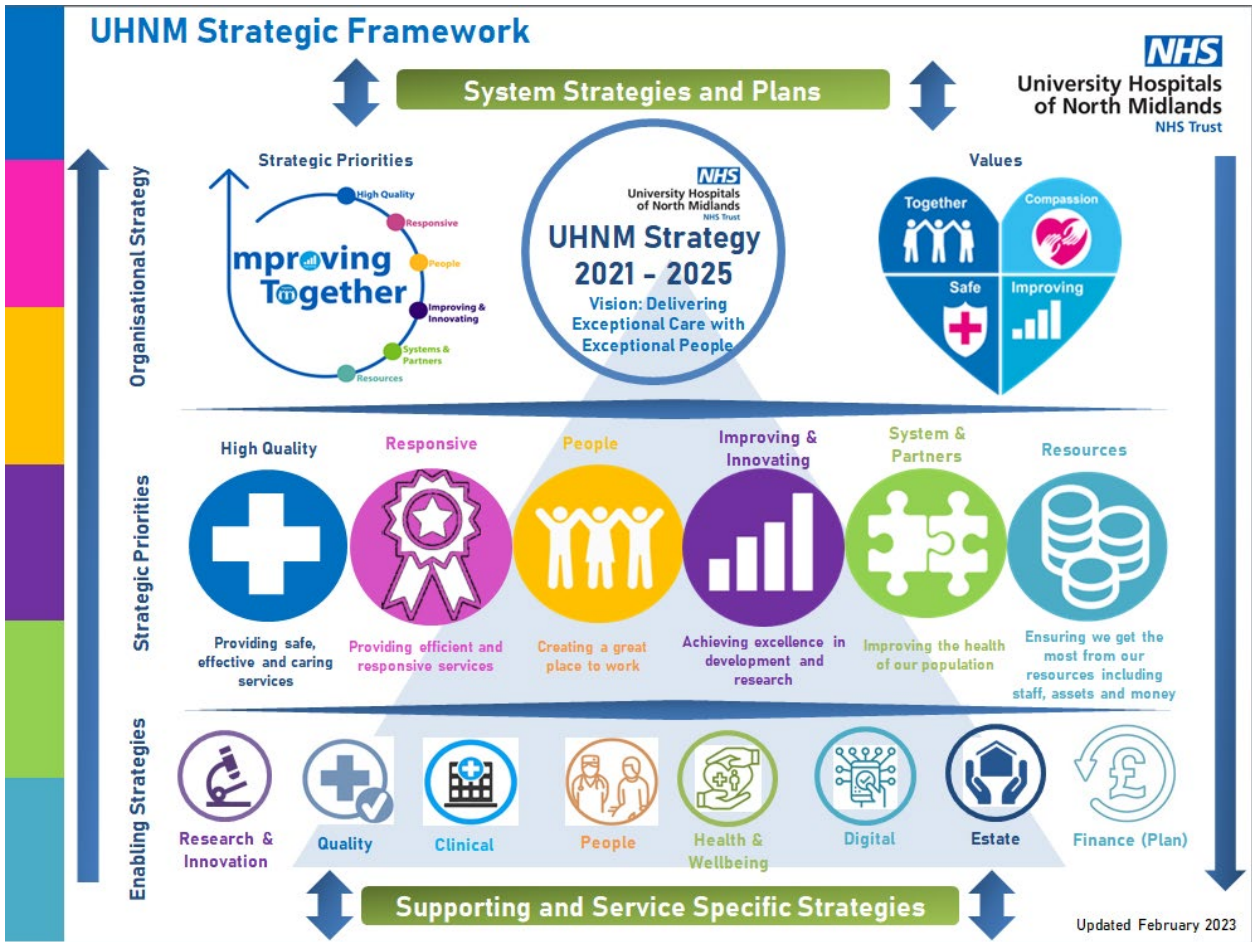 UHNM Strategic Framework
System Strategies and Plans
NHS
University Hospitals
of North Midlands
NHS Trust
Organisational Strategy
Strategic Priorities
High Quality
Responsive
People
Improving &
Innovating
Systems &
Partners
Resources
Improving
Together
NHS
University Hospitals
of North Midlands
NHS Trust
UHNM Strategy
2021 – 2025
Vision: Delivering
Exceptional Care with
Exceptional People
Values
Together
Compassion
Safe
Improving
Strategic Priorities
High Quality
Responsive
People
Improving &
Innovating
System &
Partners
Resources
Providing safe,
effective and caring
services
Providing efficient and
responsive services
Creating a great
place to work
Achieving excellence in
development and
research
Improving the health
of our population
Ensuring we get the
most from our
resources including
staff, assets and money
Enabling Strategies
Research &
Innovation
Quality
Clinical
People
Health &
Wellbeing
Digital
Estate
£
Finance (Plan)
Supporting and Service Specific Strategies
Updated February 2023